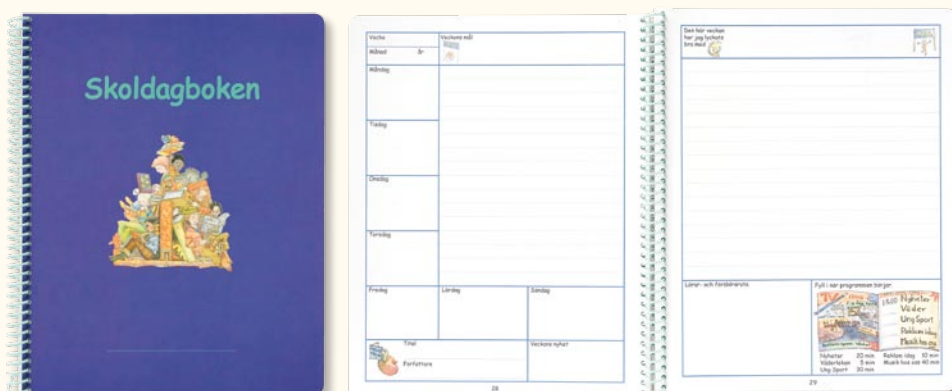 Skoldagboken
Vecka
Veckans mål
Månad år
Måndag
Tisdag
Onsdag
Torsdag
Fredag
Lördag
Söndag
Titel
Författare
Veckans nyhet
28
Den här veckan
har jag lyckats
bra med
Lärar- och föräldraruta
Fyll i när programmen börjar.
18.00 Nyheter
Väder
Ung Sport
Reklam idag
Musik hos oss
Nyheter 20 min Reklam idag 10 min
Vädertexen 5 min Musik hos oss 40 min
Ung Sport 30 min
29